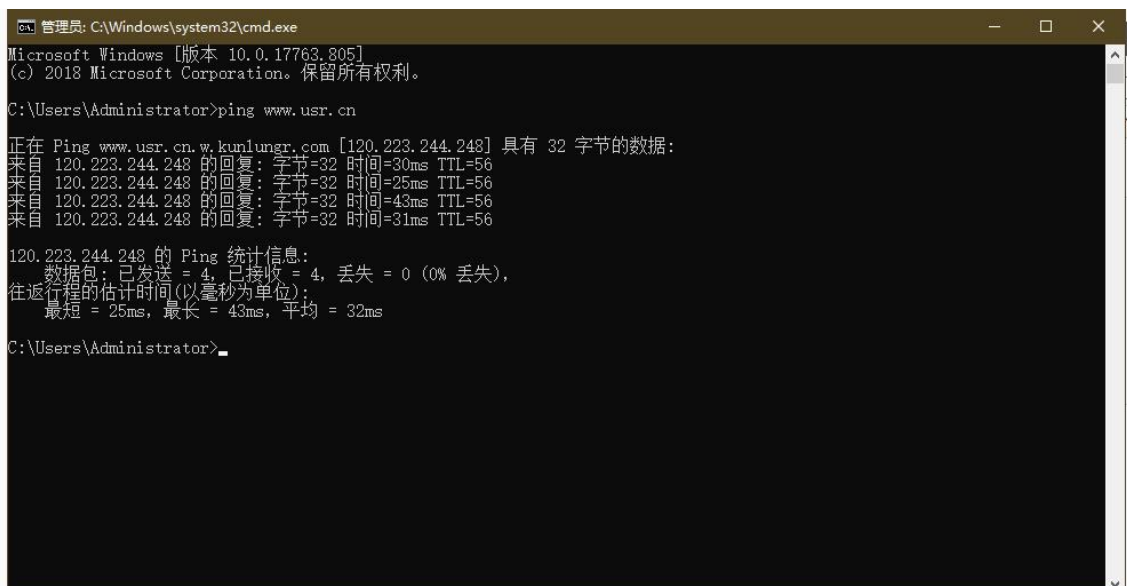 管理员: C:\Windows\system32\cmd.exe
Microsoft Windows [版本 10.0.17763.805]
(c) 2018 Microsoft Corporation。保留所有权利。
C:\Users\Administrator>ping www.usr.cn
正在 Ping www.usr.cn.w.kunlungr.com [120.223.244.248] 具有 32 字节的数据:
来自 120.223.244.248 的回复: 字节=32 时间=30ms TTL=56
来自 120.223.244.248 的回复: 字节=32 时间=25ms TTL=56
来自 120.223.244.248 的回复: 字节=32 时间=43ms TTL=56
来自 120.223.244.248 的回复: 字节=32 时间=31ms TTL=56
120.223.244.248 的 Ping 统计信息:
数据包: 已发送 = 4，已接收 = 4，丢失 = 0 (0% 丢失)，
往返行程的估计时间(以毫秒为单位):
最短 = 25ms，最长 = 43ms，平均 = 32ms
C:\Users\Administrator>